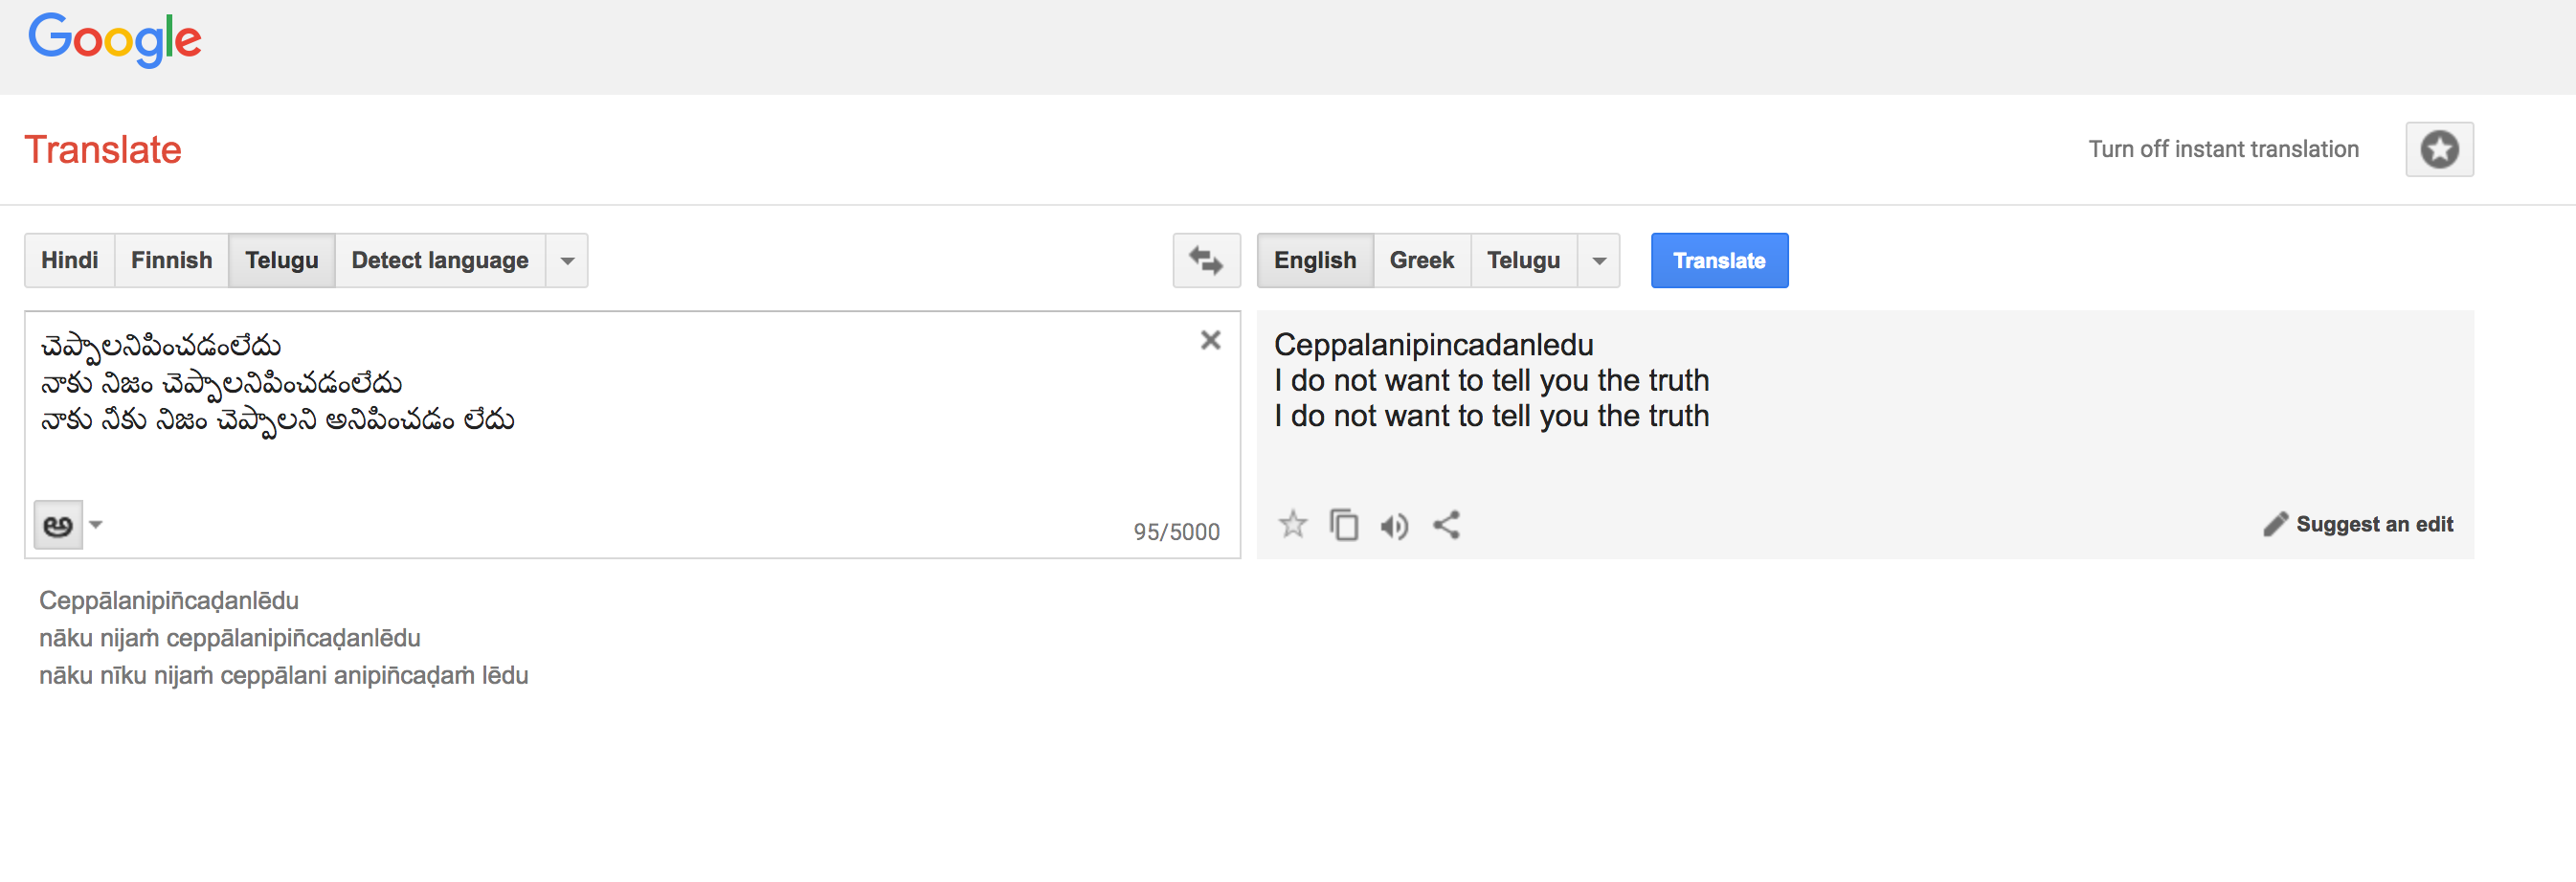 Google
Translate
Turn off instant translation
Hindi Finnish Telugu Detect language
English Greek Telugu Translate
చెప్పాలనిపించడంలేదు
నాకు నిజం చెప్పాలనిపించడంలేదు
నాకు నీకు నిజం చెప్పాలని అనిపించడం లేదు
అ
95/5000
Ceppalanipincadanledu
I do not want to tell you the truth
I do not want to tell you the truth
Suggest an edit
Ceppālanipin̄caḍanlēdu
nāku nijaṁ ceppālanipin̄caḍanlēdu
nāku nīku nijaṁ ceppālani anipin̄caḍaṁ lēdu